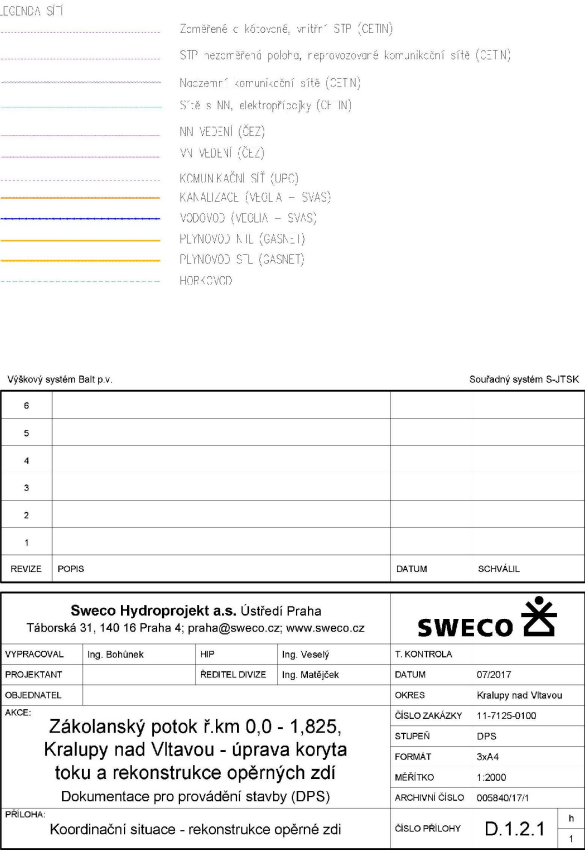 LEGENDA SÍTÍ
Zaměřené a kótované, vnitřní STP (CETIN)
STP nezaměřená poloha, neprovozované komunikační sítě (CETIN)
Nadzemní komunikační sítě (CETIN)
Sítě s NN, elektropřípojky (CETIN)
NN VEDENÍ (ČEZ)
VN VEDENÍ (ČEZ)
KOMUNIKAČNÍ SÍŤ (UPC)
KANALIZACE (VEOLIA - SVAS)
VODOVOD (VEOLIA - SVAS)
PLYNOVOD NTL (GASNET)
PLYNOVOD STL (GASNET)
HORKOVOD
Výškový systém Balt p.v. Souřadný systém S-JTSK
6
5
4
3
2
1
REVIZE POPIS DATUM SCHVÁLIL
Sweco Hydroprojekt a.s. Ústředí Praha
Táborská 31, 140 16 Praha 4; praha@sweco.cz; www.sweco.cz
SWECO
VYPRACOVAL Ing. Bohůnek HIP Ing. Veselý T. KONTROLA
PROJEKTANT ŘEDITEL DIVIZE Ing. Matějček DATUM 07/2017
OBJEDNATEL OKRES Kralupy nad Vltavou
AKCE:
Zákolanský potok ř.km 0,0 - 1,825,
Kralupy nad Vltavou - úprava koryta
toku a rekonstrukce opěrných zdí
Dokumentace pro provádění stavby (DPS)
ČÍSLO ZAKÁZKY 11-7125-0100
STUPEŇ DPS
FORMÁT 3xA4
MĚŘÍTKO 1:2000
ARCHIVNÍ ČÍSLO 005840/17/1
PŘÍLOHA:
Koordinační situace - rekonstrukce opěrné zdi
ČÍSLO PŘÍLOHY D.1.2.1 h
1